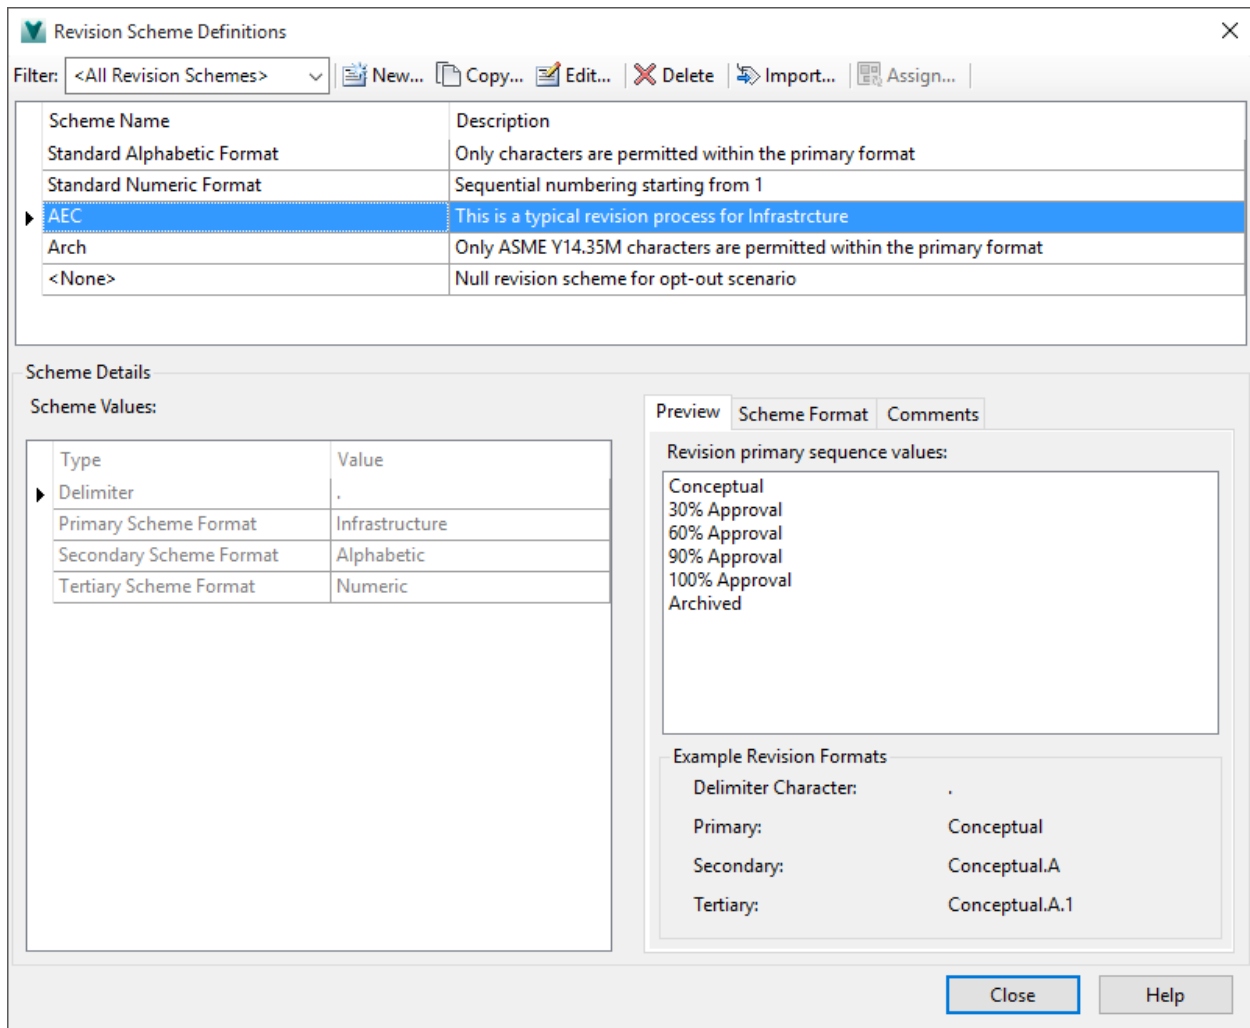 Revision Scheme Definitions
Filter: <All Revision Schemes> New... Copy... Edit... Delete Import... Assign...
Scheme Name Description
Standard Alphabetic Format Only characters are permitted within the primary format
Standard Numeric Format Sequential numbering starting from 1
AEC This is a typical revision process for Infrastrcture
Arch Only ASME Y14.35M characters are permitted within the primary format
<None> Null revision scheme for opt-out scenario
Scheme Details
Scheme Values:
Type Value
Delimiter .
Primary Scheme Format Infrastructure
Secondary Scheme Format Alphabetic
Tertiary Scheme Format Numeric
Preview Scheme Format Comments
Revision primary sequence values:
Conceptual
30% Approval
60% Approval
90% Approval
100% Approval
Archived
Example Revision Formats
Delimiter Character: .
Primary: Conceptual
Secondary: Conceptual.A
Tertiary: Conceptual.A.1
Close Help